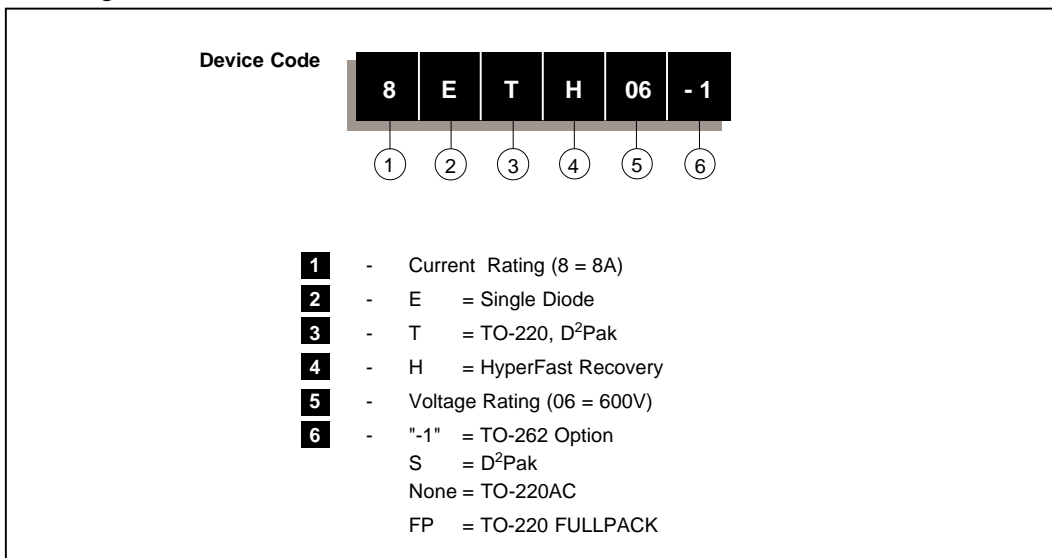 Device Code
8 E T H 06 - 1
1 2 3 4 5 6
1 - Current Rating (8 = 8A)
2 - E = Single Diode
3 - T = TO-220, D²Pak
4 - H = HyperFast Recovery
5 - Voltage Rating (06 = 600V)
6 - "-1" = TO-262 Option
S = D²Pak
None = TO-220AC
FP = TO-220 FULLPACK